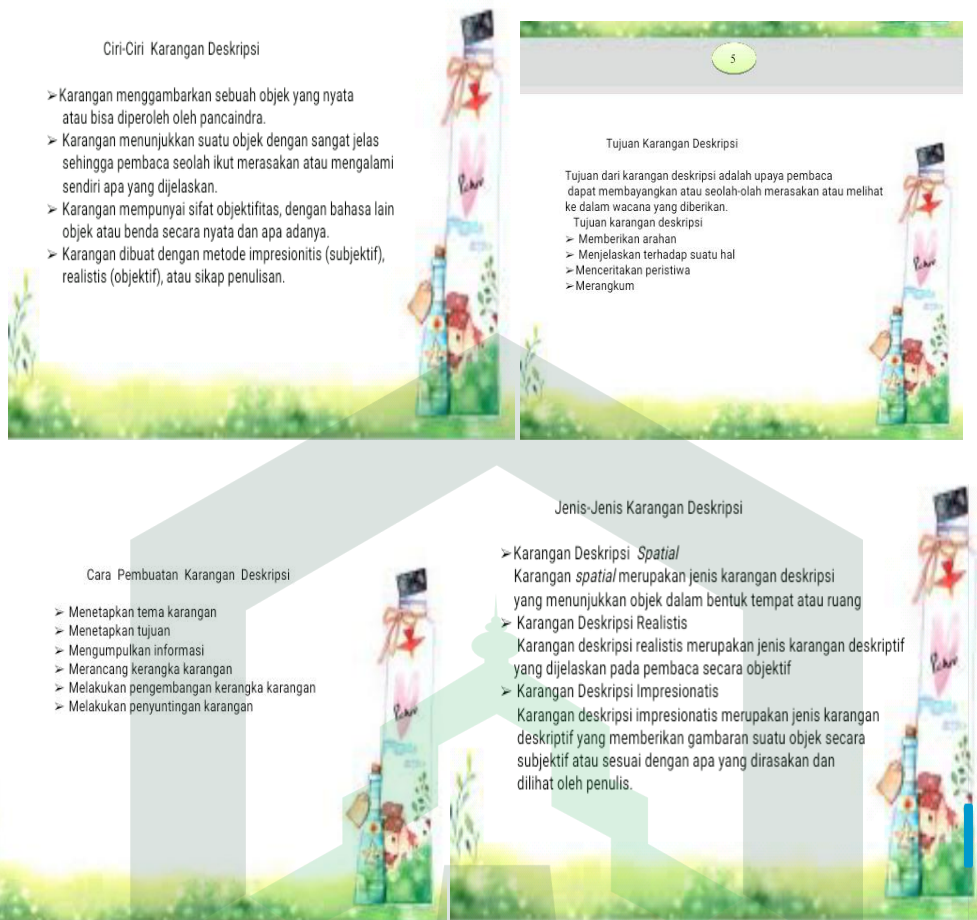 Ciri-Ciri Karangan Deskripsi
➢Karangan menggambarkan sebuah objek yang nyata
atau bisa diperoleh oleh pancaindra.
➢ Karangan menunjukkan suatu objek dengan sangat jelas
sehingga pembaca seolah ikut merasakan atau mengalami
sendiri apa yang dijelaskan.
➢ Karangan mempunyai sifat objektifitas, dengan bahasa lain
objek atau benda secara nyata dan apa adanya.
➢ Karangan dibuat dengan metode impresionitis (subjektif),
realistis (objektif), atau sikap penulisan.
5
Tujuan Karangan Deskripsi
Tujuan dari karangan deskripsi adalah upaya pembaca
dapat membayangkan atau seolah-olah merasakan atau melihat
ke dalam wacana yang diberikan.
Tujuan karangan deskripsi
➢ Memberikan arahan
➢ Menjelaskan terhadap suatu hal
➢Menceritakan peristiwa
➢Merangkum
Cara Pembuatan Karangan Deskripsi
➢ Menetapkan tema karangan
➢ Menetapkan tujuan
➢ Mengumpulkan informasi
➢ Merancang kerangka karangan
➢ Melakukan pengembangan kerangka karangan
➢ Melakukan penyuntingan karangan
Jenis-Jenis Karangan Deskripsi
➢Karangan Deskripsi Spatial
Karangan spatial merupakan jenis karangan deskripsi
yang menunjukkan objek dalam bentuk tempat atau ruang
➢ Karangan Deskripsi Realistis
Karangan deskripsi realistis merupakan jenis karangan deskriptif
yang dijelaskan pada pembaca secara objektif
➢ Karangan Deskripsi Impresionatis
Karangan deskripsi impresionatis merupakan jenis karangan
deskriptif yang memberikan gambaran suatu objek secara
subjektif atau sesuai dengan apa yang dirasakan dan
dilihat oleh penulis.